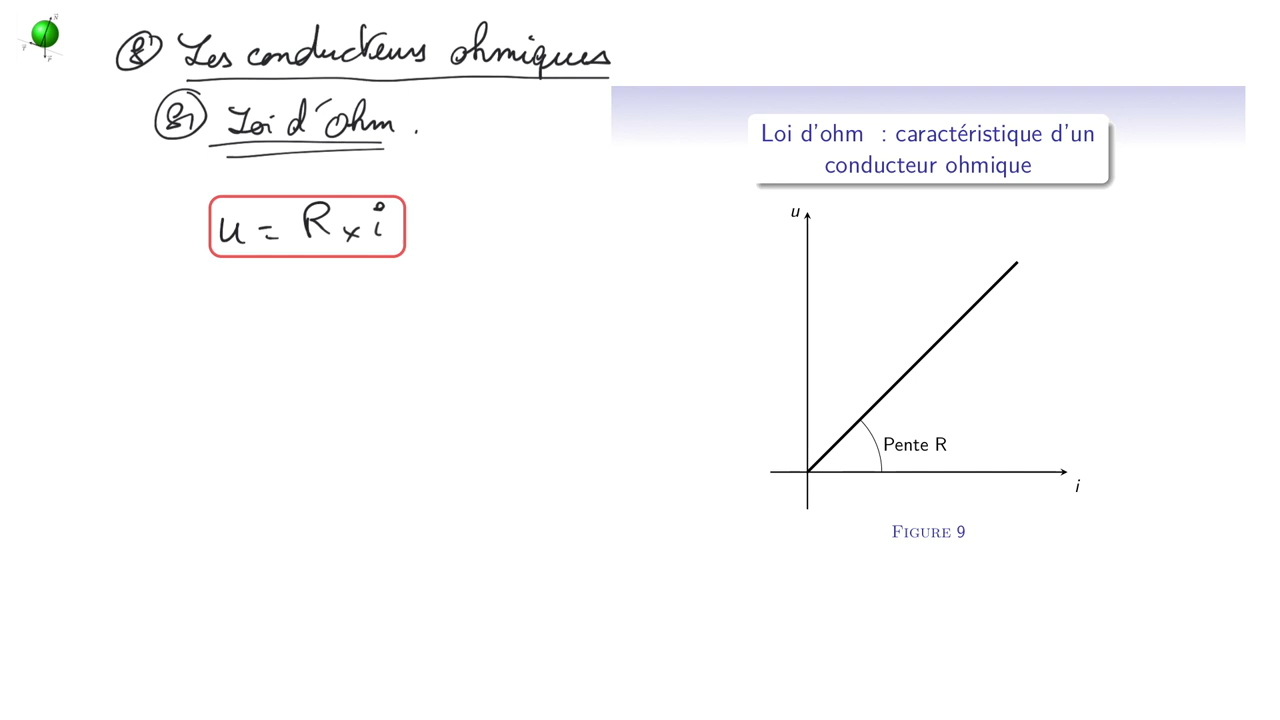 8) Les conducteurs ohmiques
8.1 Loi d'ohm.
u = R x i
Loi d'ohm : caractéristique d'un
conducteur ohmique
u
Pente R
i
FIGURE 9